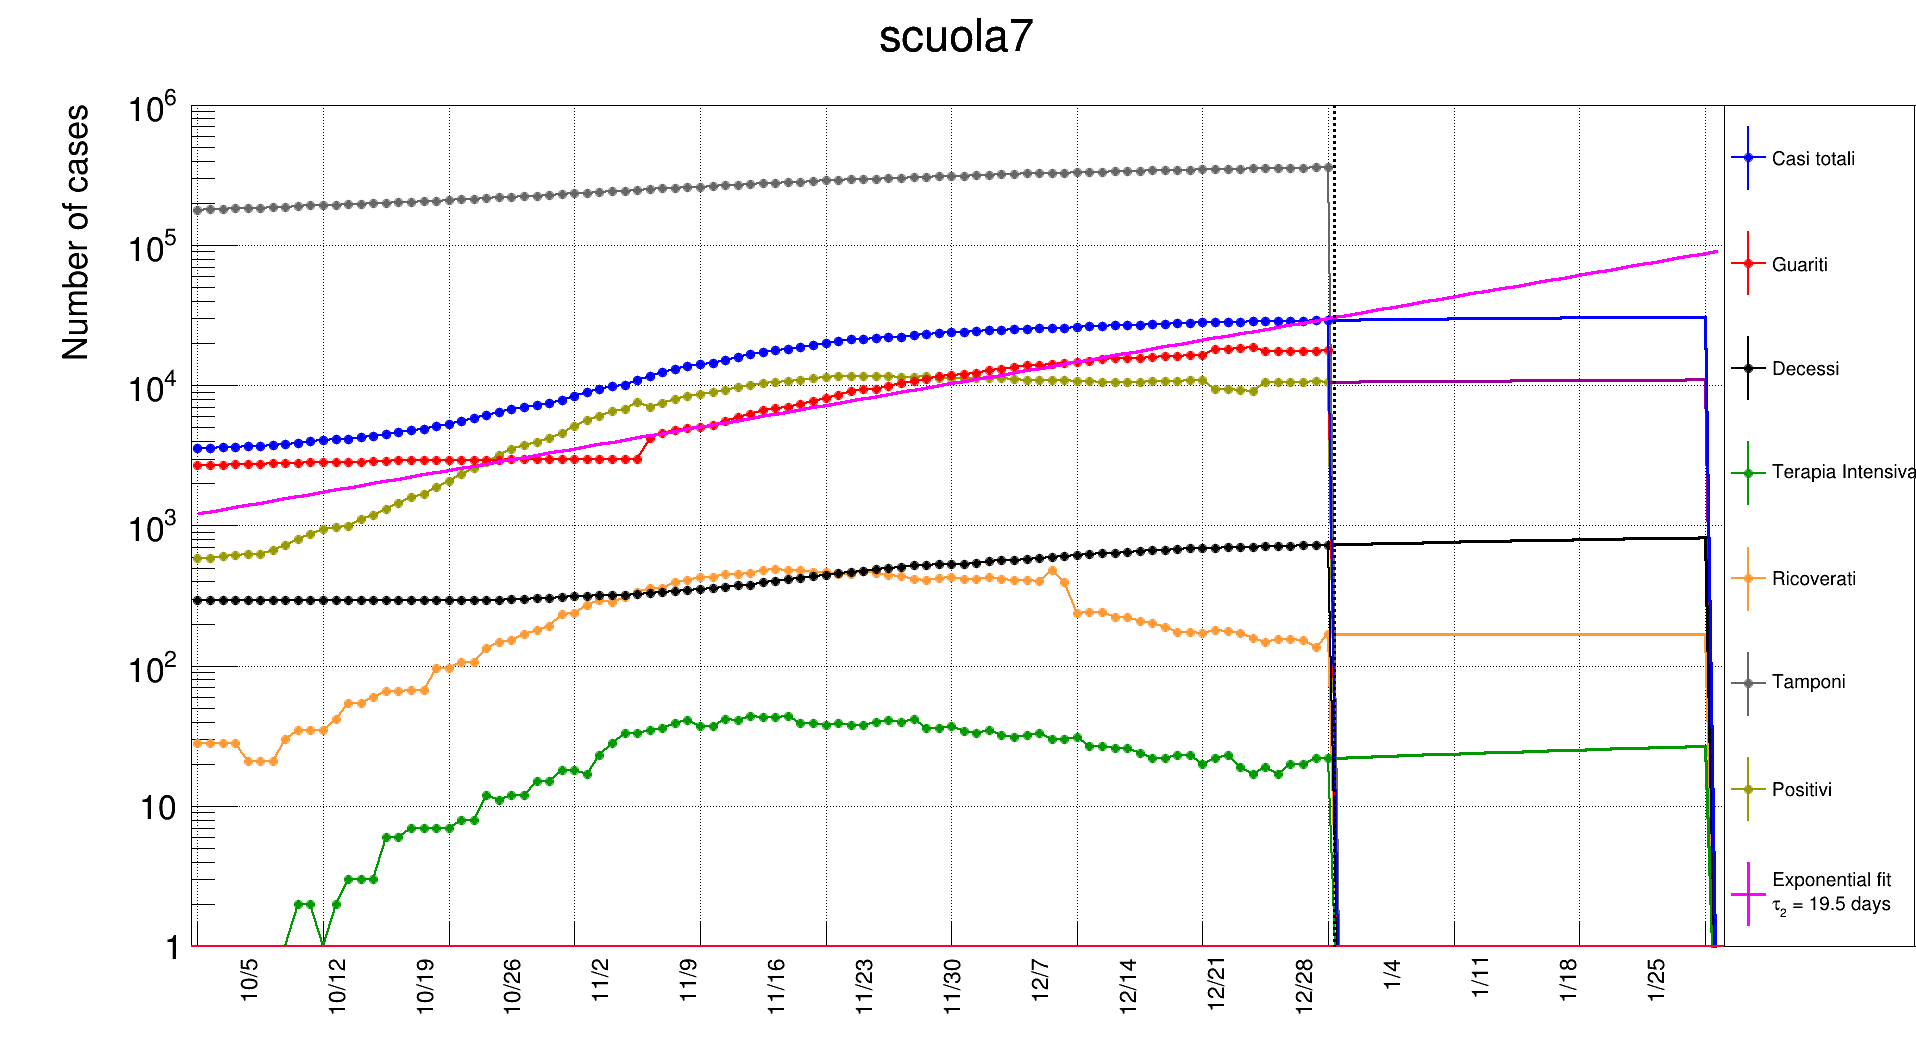 scuola7
Number of cases
10^6
10^5
10^4
10^3
10^2
10
1
10/5
10/12
10/19
10/26
11/2
11/9
11/16
11/23
11/30
12/7
12/14
12/21
12/28
1/4
1/11
1/18
1/25
Casi totali
Guariti
Decessi
Terapia Intensiva
Ricoverati
Tamponi
Positivi
Exponential fit
τ₂ = 19.5 days